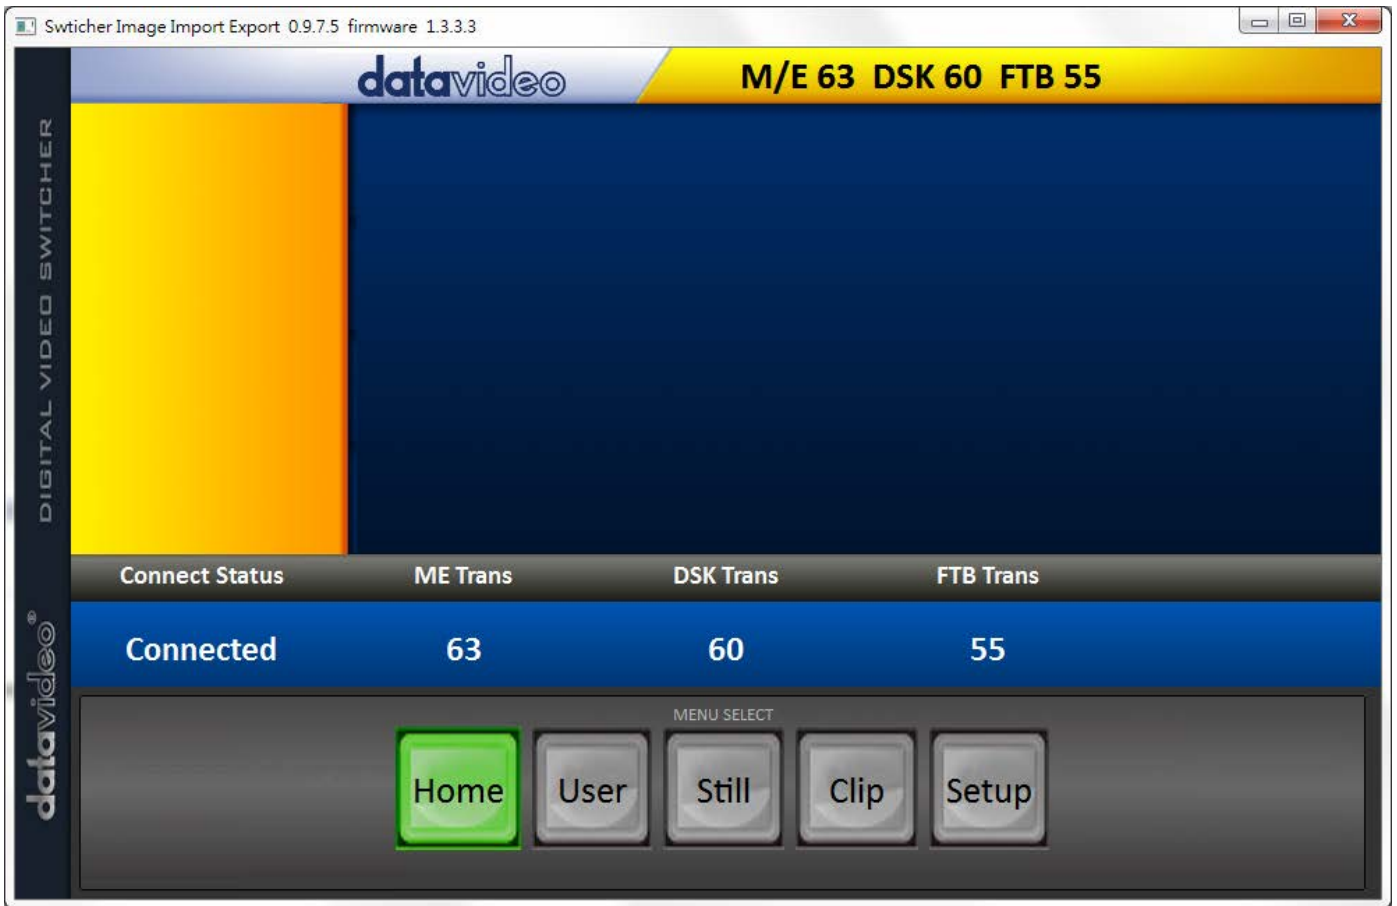 Swticher Image Import Export 0.9.7.5 firmware 1.3.3.3
datavideo
M/E 63 DSK 60 FTB 55
DIGITAL VIDEO SWITCHER
datavideo®
Connect Status ME Trans DSK Trans FTB Trans
Connected 63 60 55
MENU SELECT
Home User Still Clip Setup